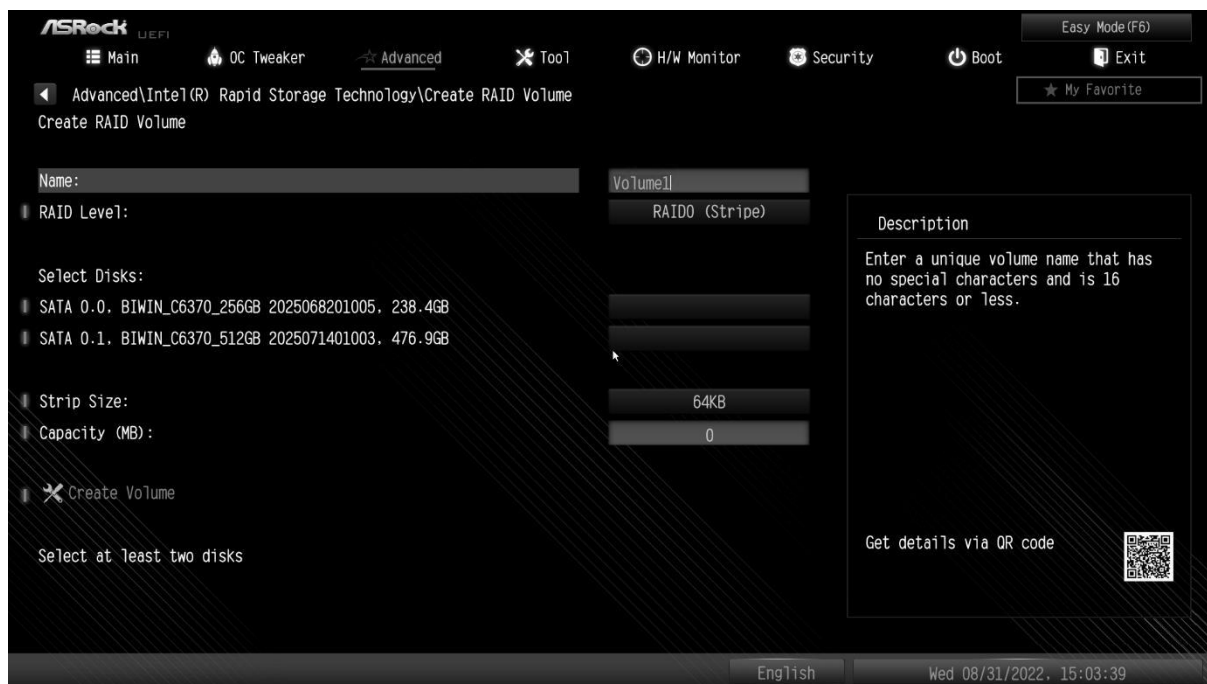 ASRock UEFI
Easy Mode(F6)
Main OC Tweaker Advanced Tool H/W Monitor Security Boot Exit
Advanced\Intel(R) Rapid Storage Technology\Create RAID Volume
My Favorite
Create RAID Volume
Name: Volume1
RAID Level: RAID0 (Stripe)
Description
Enter a unique volume name that has
no special characters and is 16
characters or less.
Select Disks:
SATA 0.0, BIWIN_C6370_256GB 2025068201005, 238.4GB
SATA 0.1, BIWIN_C6370_512GB 2025071401003, 476.9GB
Strip Size: 64KB
Capacity (MB): 0
Create Volume
Select at least two disks
Get details via QR code
English Wed 08/31/2022, 15:03:39